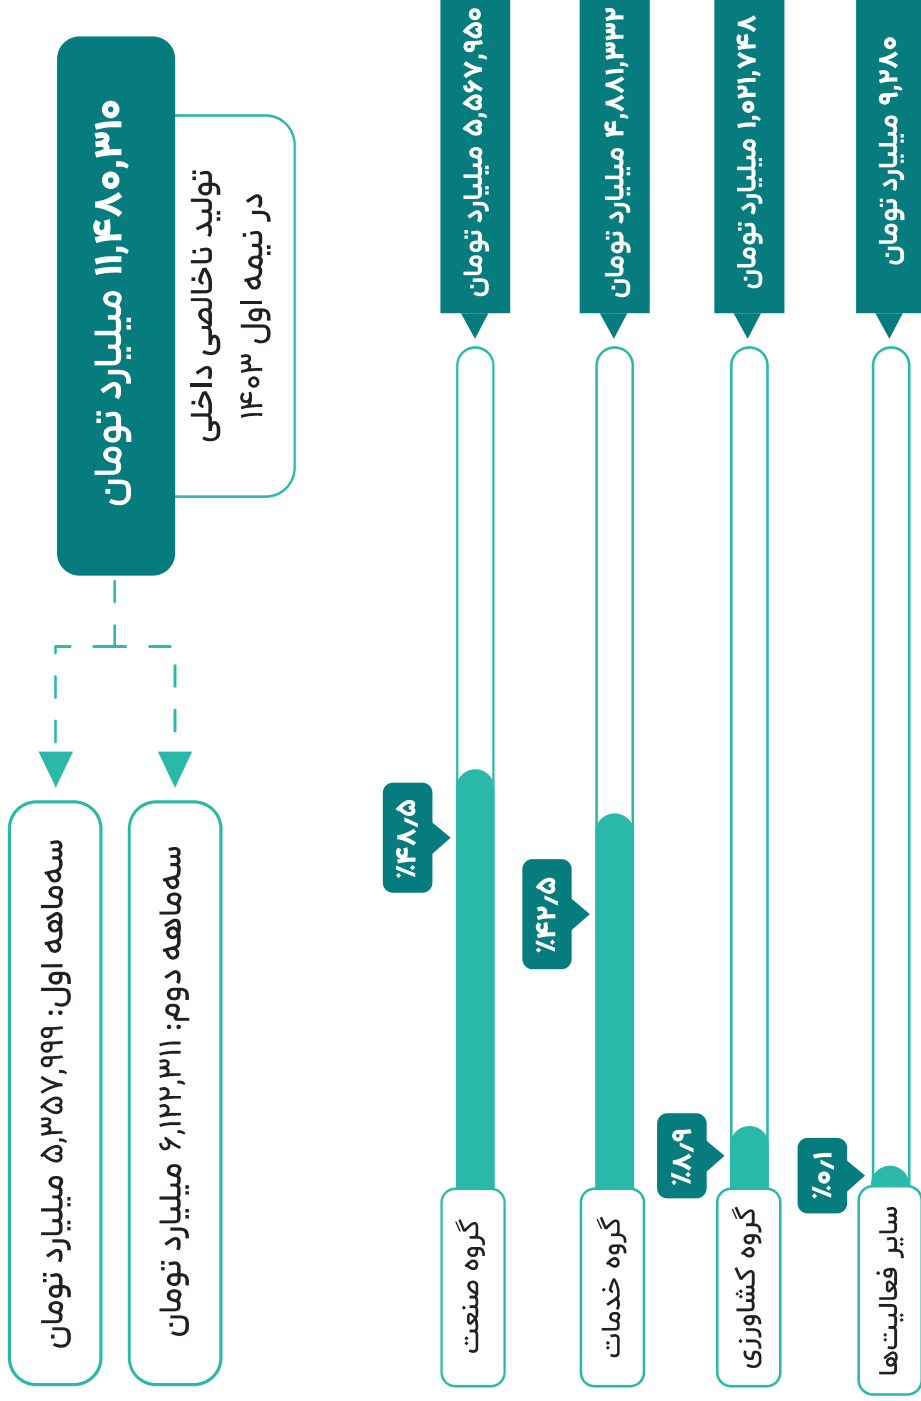 ۱۱,۴۸۰,۳۱۰ میلیارد تومان
تولید ناخالصی داخلی
در نیمه اول ۱۴۰۳
سه‌ماهه اول: ۵,۳۵۷,۹۹۹ میلیارد تومان
سه‌ماهه دوم: ۶,۱۲۲,۳۱۱ میلیارد تومان
۵,۵۶۷,۹۵۰ میلیارد تومان
٪۴۸٫۵
گروه صنعت
۴,۸۸۱,۳۳۲ میلیارد تومان
٪۴۲٫۵
گروه خدمات
۱,۰۲۱,۷۴۸ میلیارد تومان
٪۸٫۹
گروه کشاورزی
۹,۲۸۰ میلیارد تومان
٪۰٫۱
سایر فعالیت‌ها